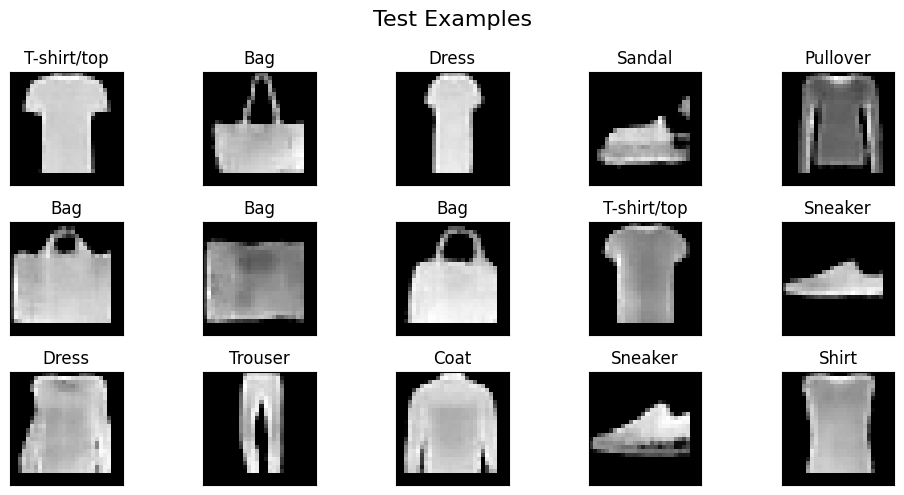 Test Examples
T-shirt/top Bag Dress Sandal Pullover
Bag Bag Bag T-shirt/top Sneaker
Dress Trouser Coat Sneaker Shirt